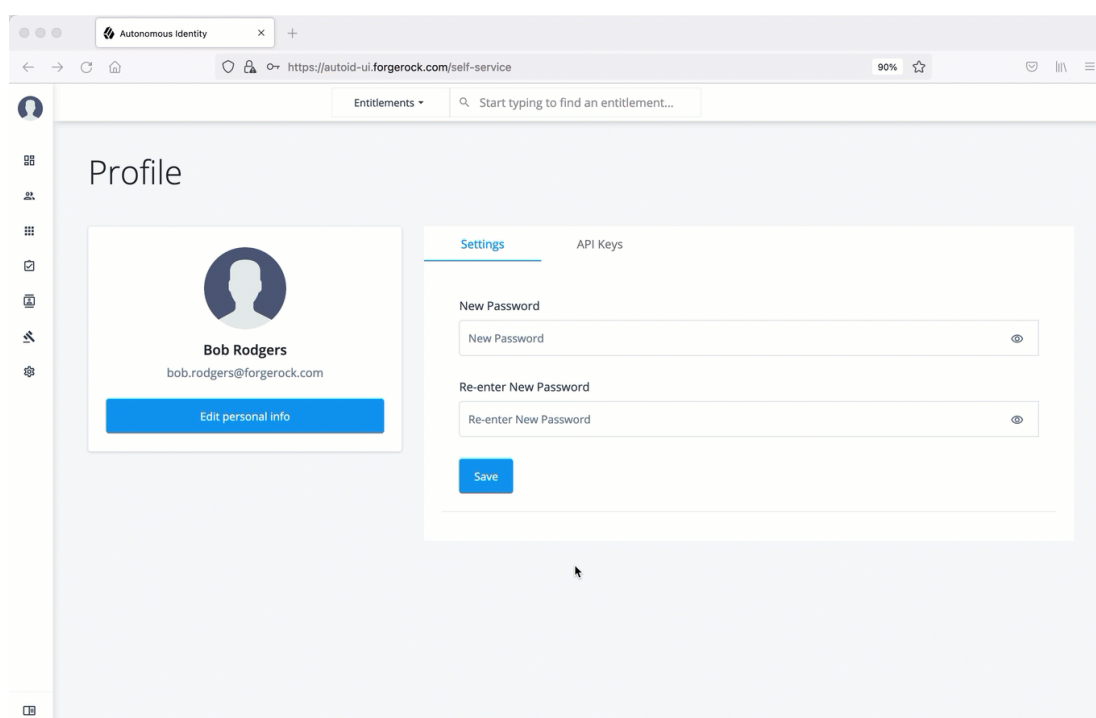 Autonomous Identity
https://autoid-ui.forgerock.com/self-service
90%
Entitlements
Start typing to find an entitlement...
Profile
Bob Rodgers
bob.rodgers@forgerock.com
Edit personal info
Settings
API Keys
New Password
New Password
Re-enter New Password
Re-enter New Password
Save